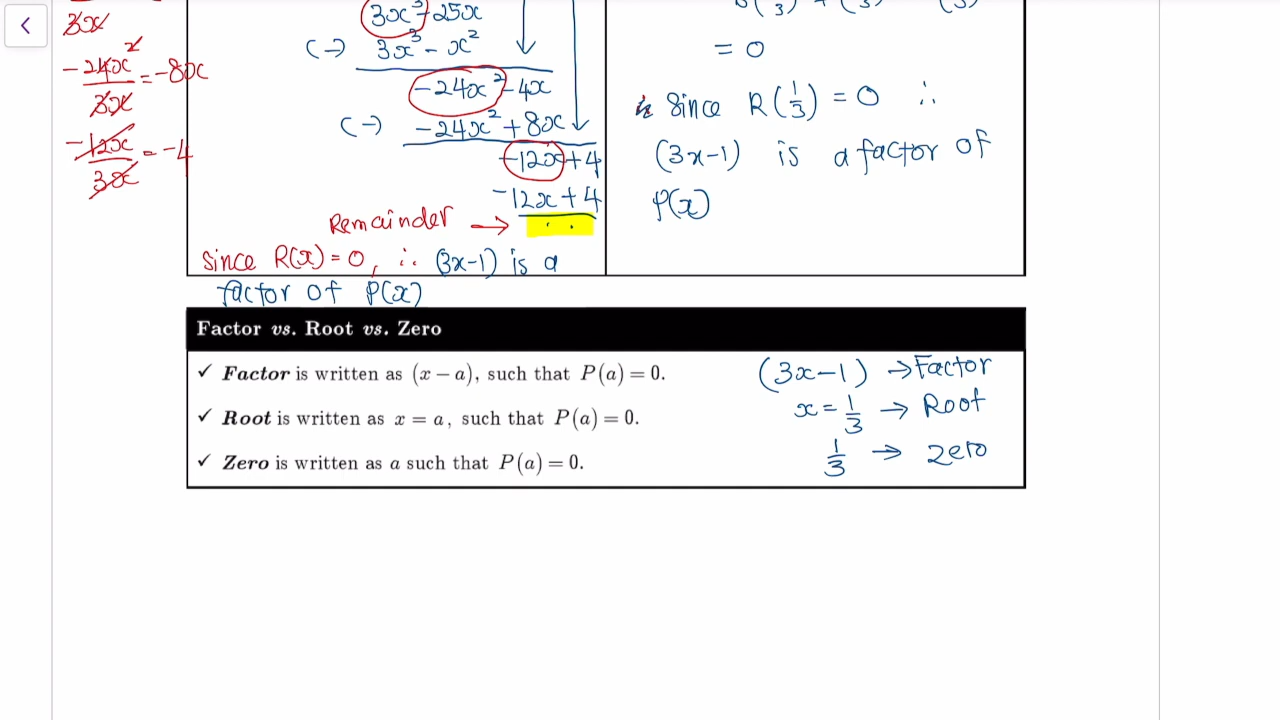 3x
-24x²/3x = -8x
-12x/3x = -4
3x³ - 25x
(-) 3x³ - x²
-24x² - 4x
(-) -24x² + 8x
-12x + 4
-12x + 4
Remainder →
Since R(x) = 0, ∴ (3x-1) is a
factor of P(x)
= 0
Since R(1/3) = 0 ∴
(3x-1) is a factor of
P(x)
Factor vs. Root vs. Zero
✓ Factor is written as (x − a), such that P(a) = 0.
✓ Root is written as x = a, such that P(a) = 0.
✓ Zero is written as a such that P(a) = 0.
(3x-1) → Factor
x = 1/3 → Root
1/3 → zero